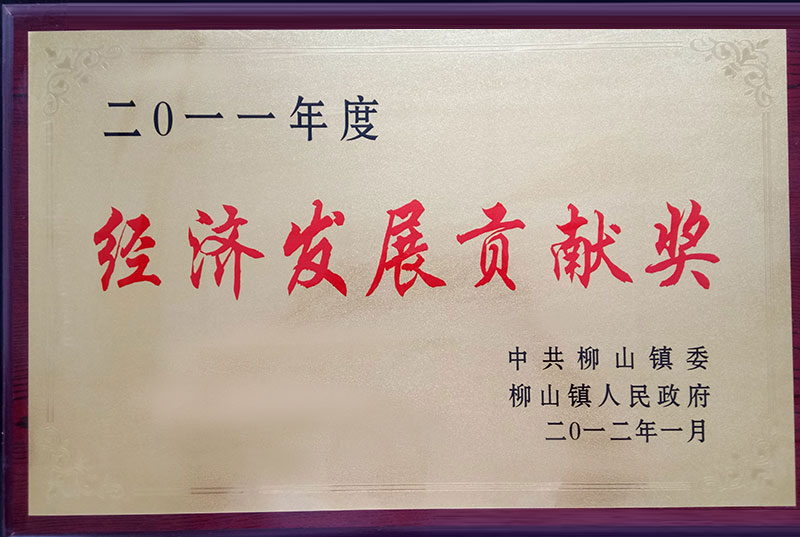 二0一一年度
经济发展贡献奖
中共柳山镇委
柳山镇人民政府
二0一二年一月